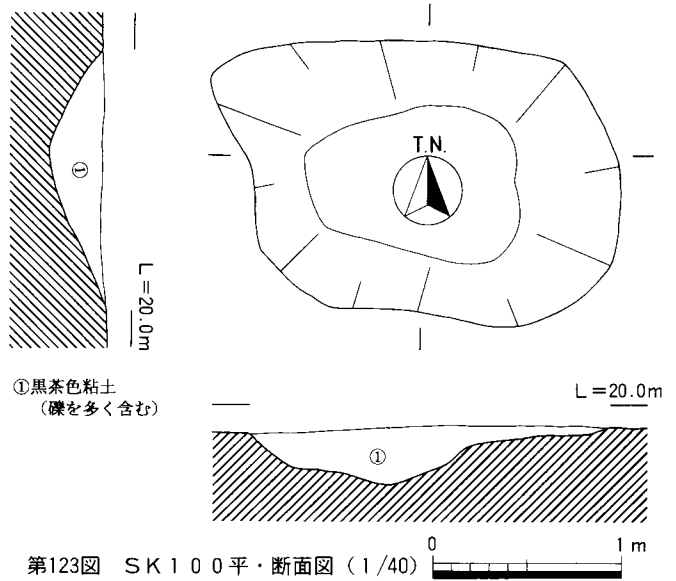 T.N.
①
L=20.0m
①黒茶色粘土
(礫を多く含む)
L=20.0m
①
第123図 SK100平・断面図(1/40)
0 1m